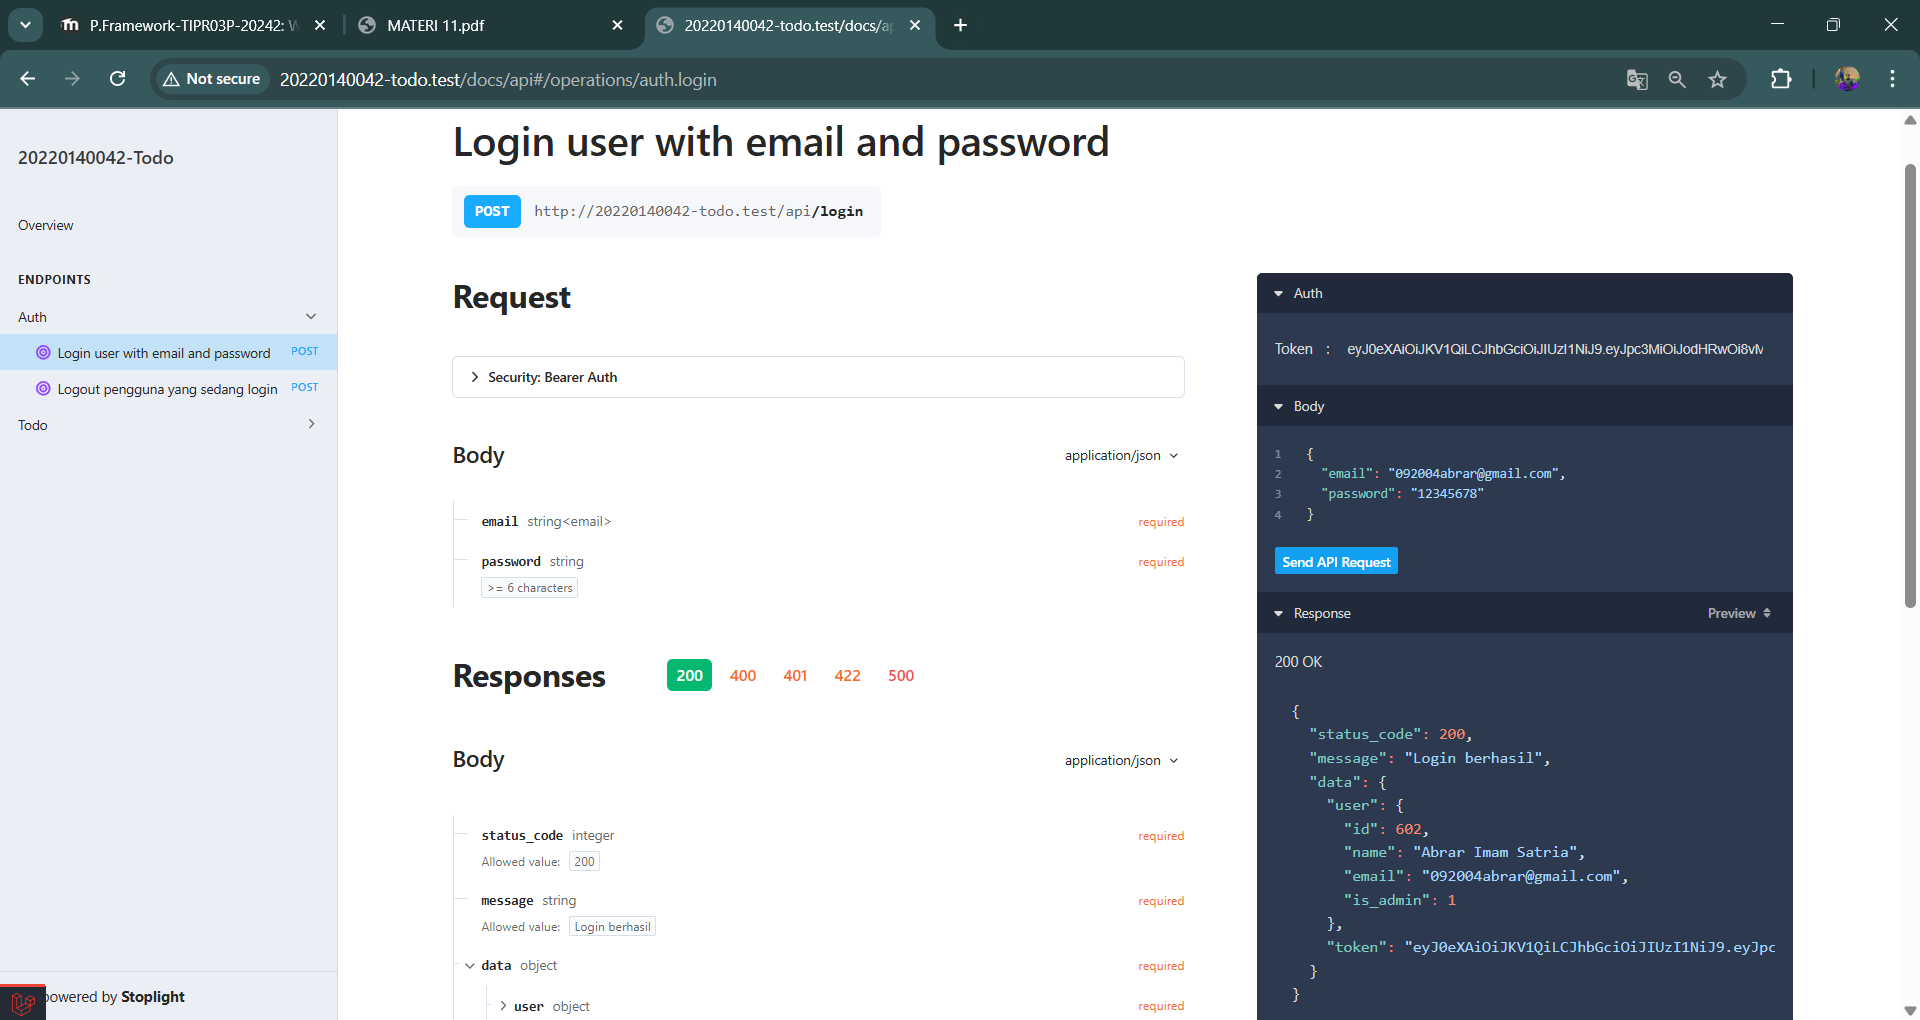 P.Framework-TIPR03P-20242: W
MATERI 11.pdf
20220140042-todo.test/docs/ap
Not secure
20220140042-todo.test/docs/api#/operations/auth.login
20220140042-Todo
Overview
ENDPOINTS
Auth
Login user with email and password POST
Logout pengguna yang sedang login POST
Todo
powered by Stoplight
Login user with email and password
POST http://20220140042-todo.test/api/login
Request
Security: Bearer Auth
Body
application/json
email string<email> required
password string required
>= 6 characters
Responses 200 400 401 422 500
Body
application/json
status_code integer required
Allowed value: 200
message string required
Allowed value: Login berhasil
data object required
user object required
Auth
Token : eyJ0eXAiOiJKV1QiLCJhbGciOiJIUzI1NiJ9.eyJpc3MiOiJodHRwOi8vM
Body
1 {
2 "email": "092004abrar@gmail.com",
3 "password": "12345678"
4 }
Send API Request
Response
Preview
200 OK
{
"status_code": 200,
"message": "Login berhasil",
"data": {
"user": {
"id": 602,
"name": "Abrar Imam Satria",
"email": "092004abrar@gmail.com",
"is_admin": 1
},
"token": "eyJ0eXAiOiJKV1QiLCJhbGciOiJIUzI1NiJ9.eyJpc
}
}